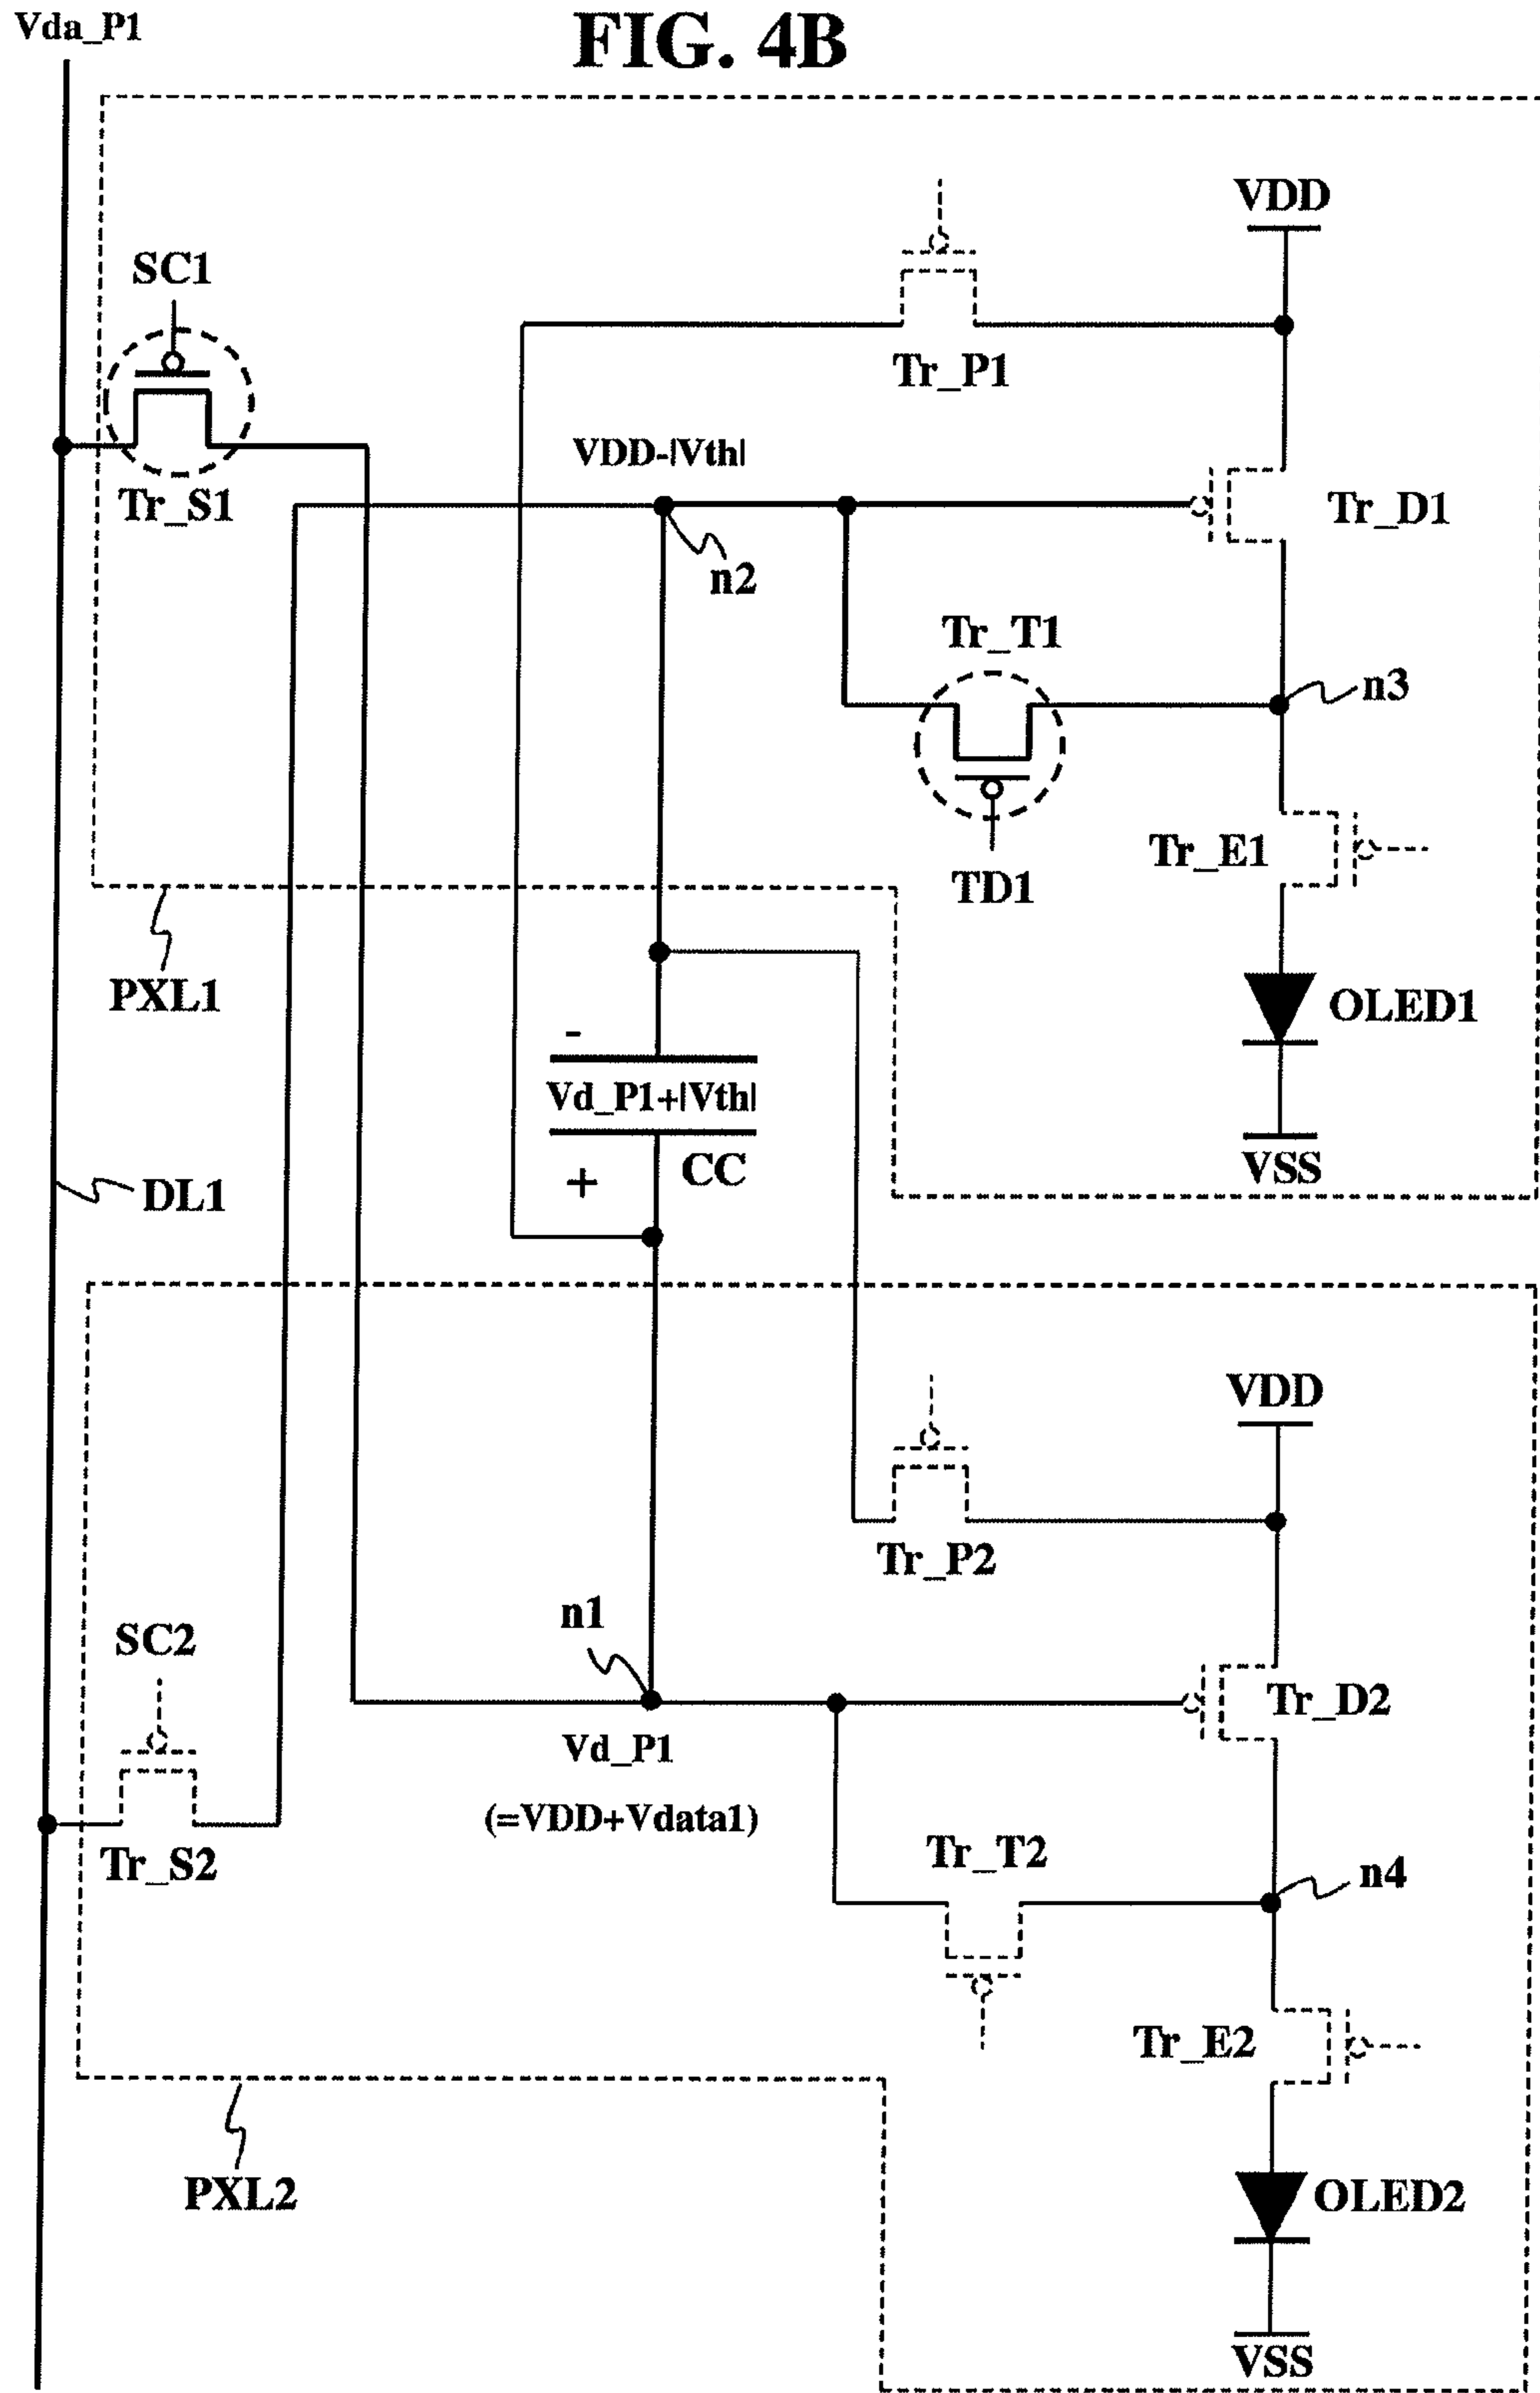 Vda_P1
FIG. 4B
VDD
SC1
Tr_P1
VDD-|Vth|
Tr_S1
Tr_D1
n2
Tr_T1
n3
Tr_E1
TD1
PXL1
OLED1
-
Vd_P1+|Vth|
+
CC
VSS
DL1
VDD
Tr_P2
n1
SC2
Tr_D2
Vd_P1
(=VDD+Vdata1)
Tr_S2
Tr_T2
n4
Tr_E2
PXL2
OLED2
VSS